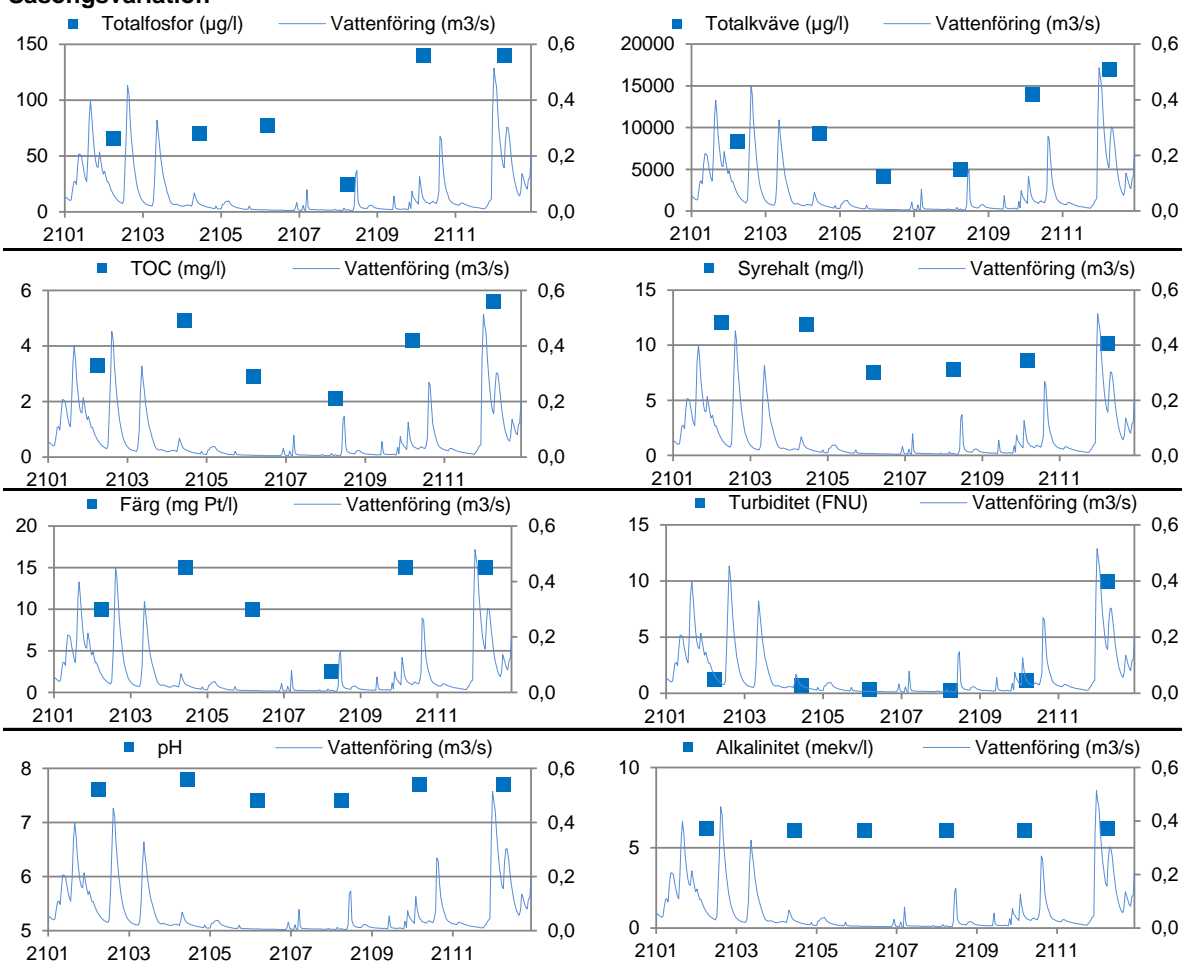 Säsongsvariation
Totalfosfor (µg/l) Vattenföring (m3/s)
150 0,6
100 0,4
50 0,2
0 0,0
2101 2103 2105 2107 2109 2111
Totalkväve (µg/l) Vattenföring (m3/s)
20000 0,6
15000 0,4
10000
5000 0,2
0 0,0
2101 2103 2105 2107 2109 2111
TOC (mg/l) Vattenföring (m3/s)
6 0,6
4 0,4
2 0,2
0 0,0
2101 2103 2105 2107 2109 2111
Syrehalt (mg/l) Vattenföring (m3/s)
15 0,6
10 0,4
5 0,2
0 0,0
2101 2103 2105 2107 2109 2111
Färg (mg Pt/l) Vattenföring (m3/s)
20 0,6
15 0,4
10
5 0,2
0 0,0
2101 2103 2105 2107 2109 2111
Turbiditet (FNU) Vattenföring (m3/s)
15 0,6
10 0,4
5 0,2
0 0,0
2101 2103 2105 2107 2109 2111
pH Vattenföring (m3/s)
8 0,6
7 0,4
6 0,2
5 0,0
2101 2103 2105 2107 2109 2111
Alkalinitet (mekv/l) Vattenföring (m3/s)
10 0,6
0,4
5 0,2
0 0,0
2101 2103 2105 2107 2109 2111